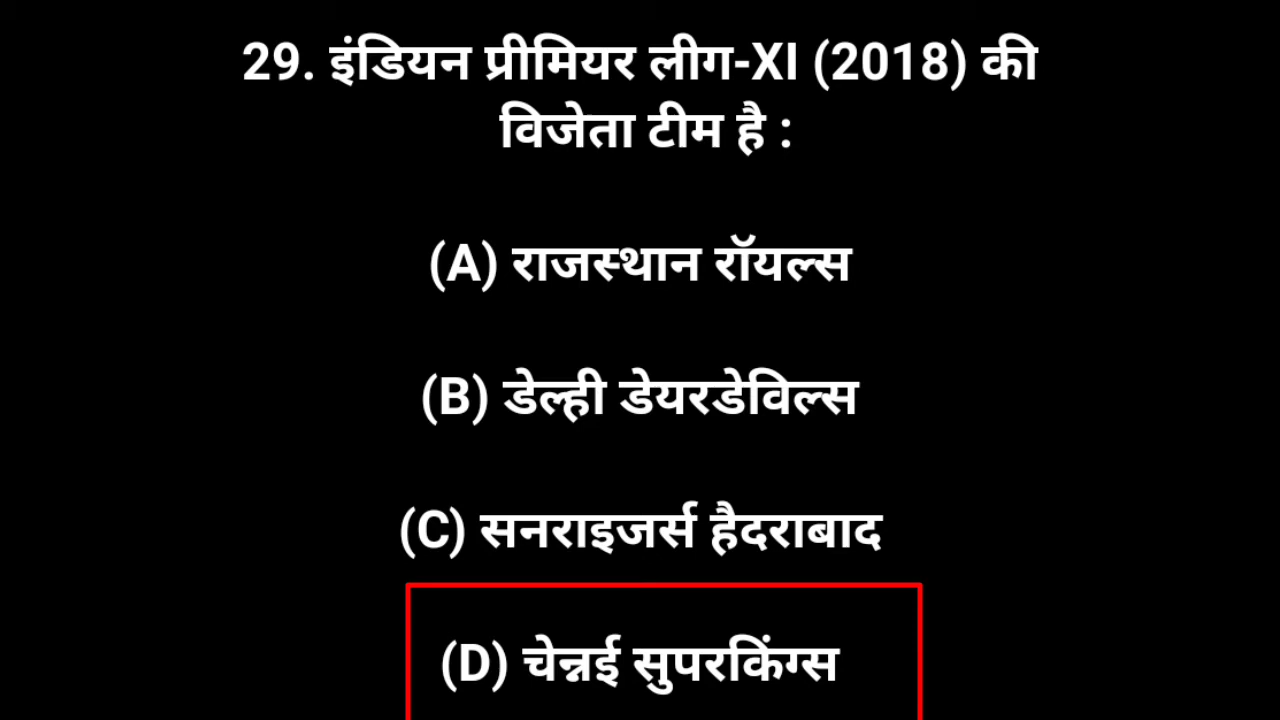 29. इंडियन प्रीमियर लीग-XI (2018) की
विजेता टीम है :
(A) राजस्थान रॉयल्स
(B) डेल्ही डेयरडेविल्स
(C) सनराइजर्स हैदराबाद
(D) चेन्नई सुपरकिंग्स